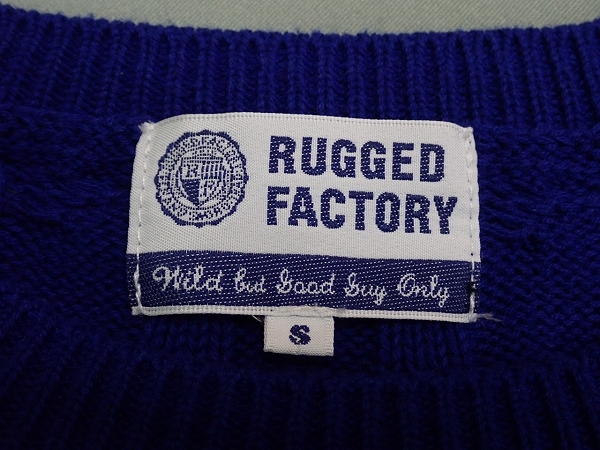 RUGGED
FACTORY
Wild but Good Guy Only
S